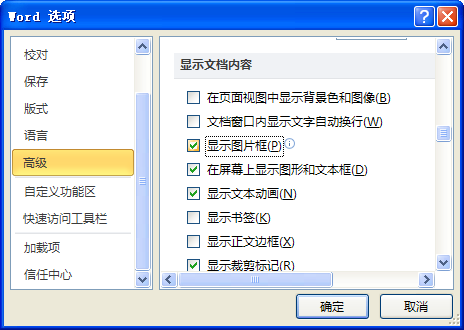 Word 选项
校对
保存
版式
语言
高级
自定义功能区
快速访问工具栏
加载项
信任中心
显示文档内容
在页面视图中显示背景色和图像(B)
文档窗口内显示文字自动换行(W)
显示图片框(P)
在屏幕上显示图形和文本框(D)
显示文本动画(N)
显示书签(K)
显示正文边框(X)
显示裁剪标记(R)
确定
取消